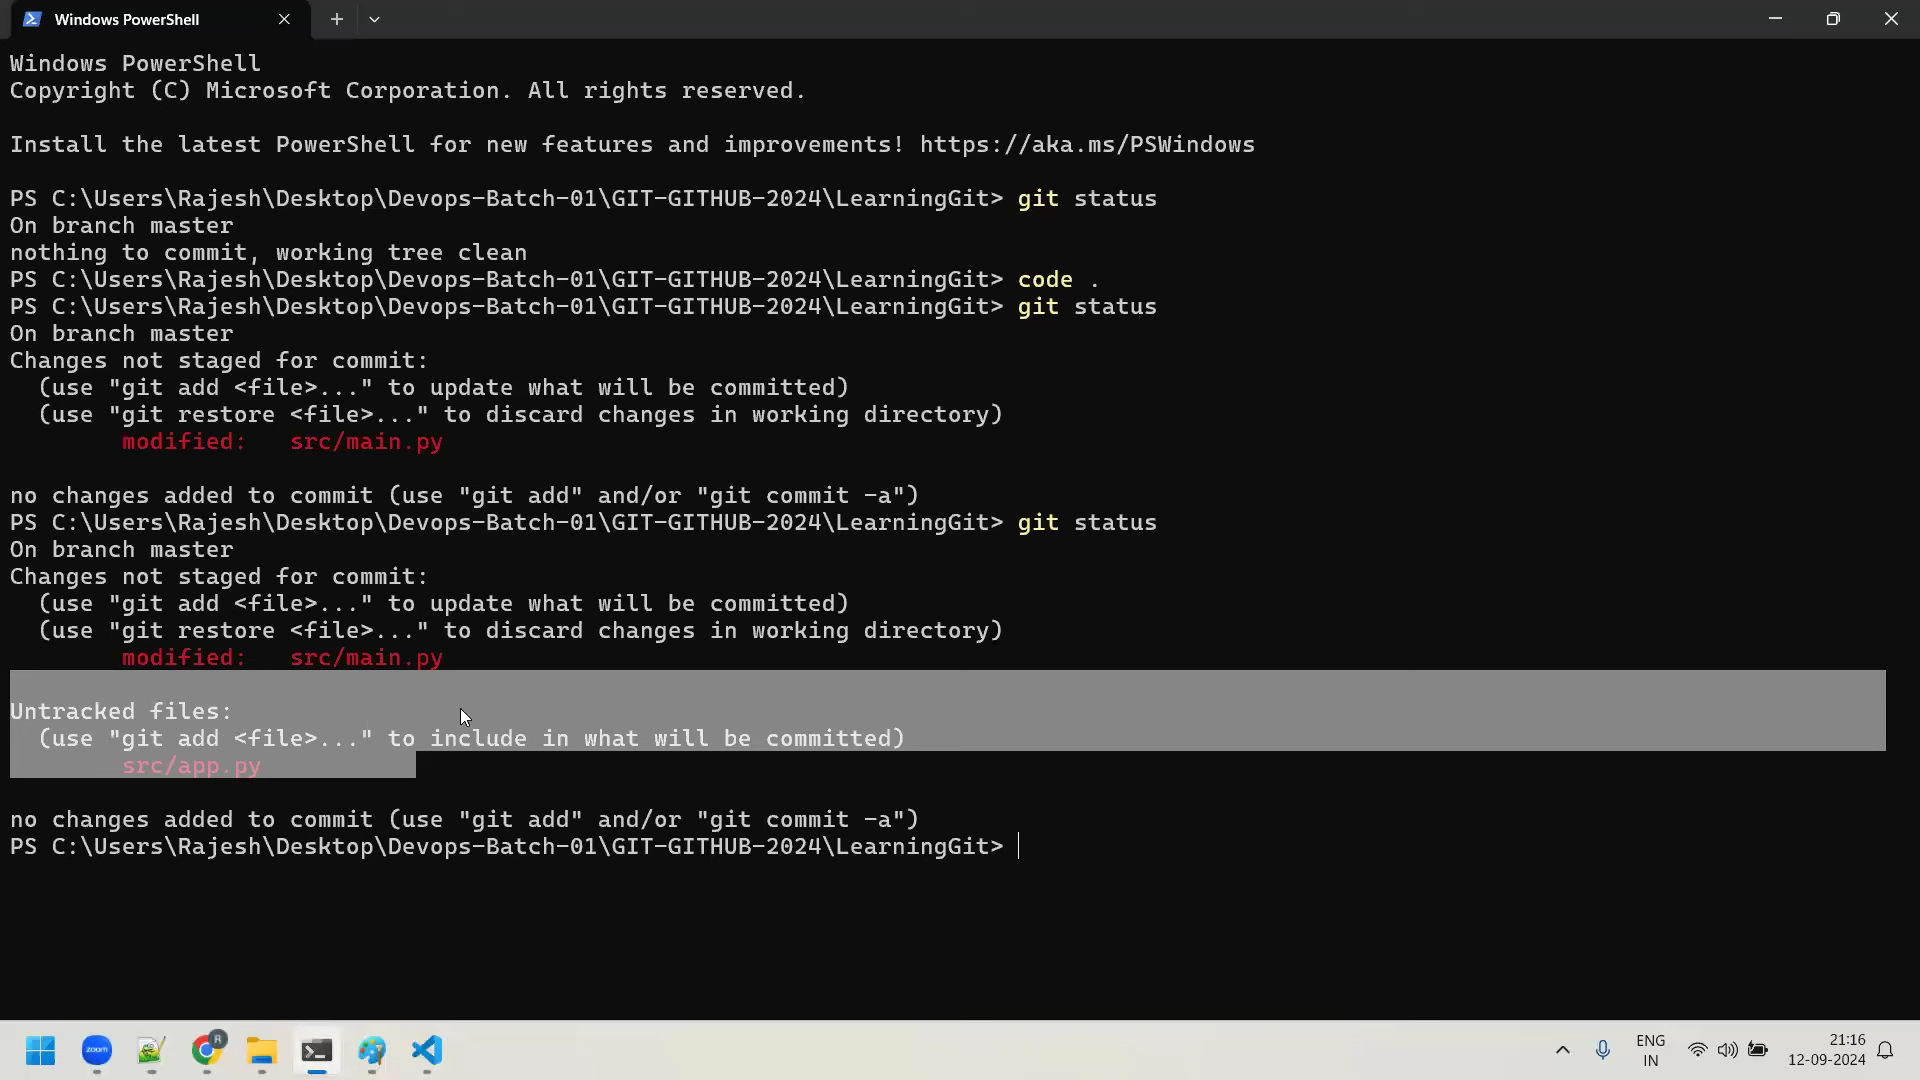 Windows PowerShell
Windows PowerShell
Copyright (C) Microsoft Corporation. All rights reserved.
Install the latest PowerShell for new features and improvements! https://aka.ms/PSWindows
PS C:\Users\Rajesh\Desktop\Devops-Batch-01\GIT-GITHUB-2024\LearningGit> git status
On branch master
nothing to commit, working tree clean
PS C:\Users\Rajesh\Desktop\Devops-Batch-01\GIT-GITHUB-2024\LearningGit> code .
PS C:\Users\Rajesh\Desktop\Devops-Batch-01\GIT-GITHUB-2024\LearningGit> git status
On branch master
Changes not staged for commit:
  (use "git add <file>..." to update what will be committed)
  (use "git restore <file>..." to discard changes in working directory)
        modified:   src/main.py
no changes added to commit (use "git add" and/or "git commit -a")
PS C:\Users\Rajesh\Desktop\Devops-Batch-01\GIT-GITHUB-2024\LearningGit> git status
On branch master
Changes not staged for commit:
  (use "git add <file>..." to update what will be committed)
  (use "git restore <file>..." to discard changes in working directory)
        modified:   src/main.py
Untracked files:
  (use "git add <file>..." to include in what will be committed)
        src/app.py
no changes added to commit (use "git add" and/or "git commit -a")
PS C:\Users\Rajesh\Desktop\Devops-Batch-01\GIT-GITHUB-2024\LearningGit>
zoom
R
ENG
IN
21:16
12-09-2024